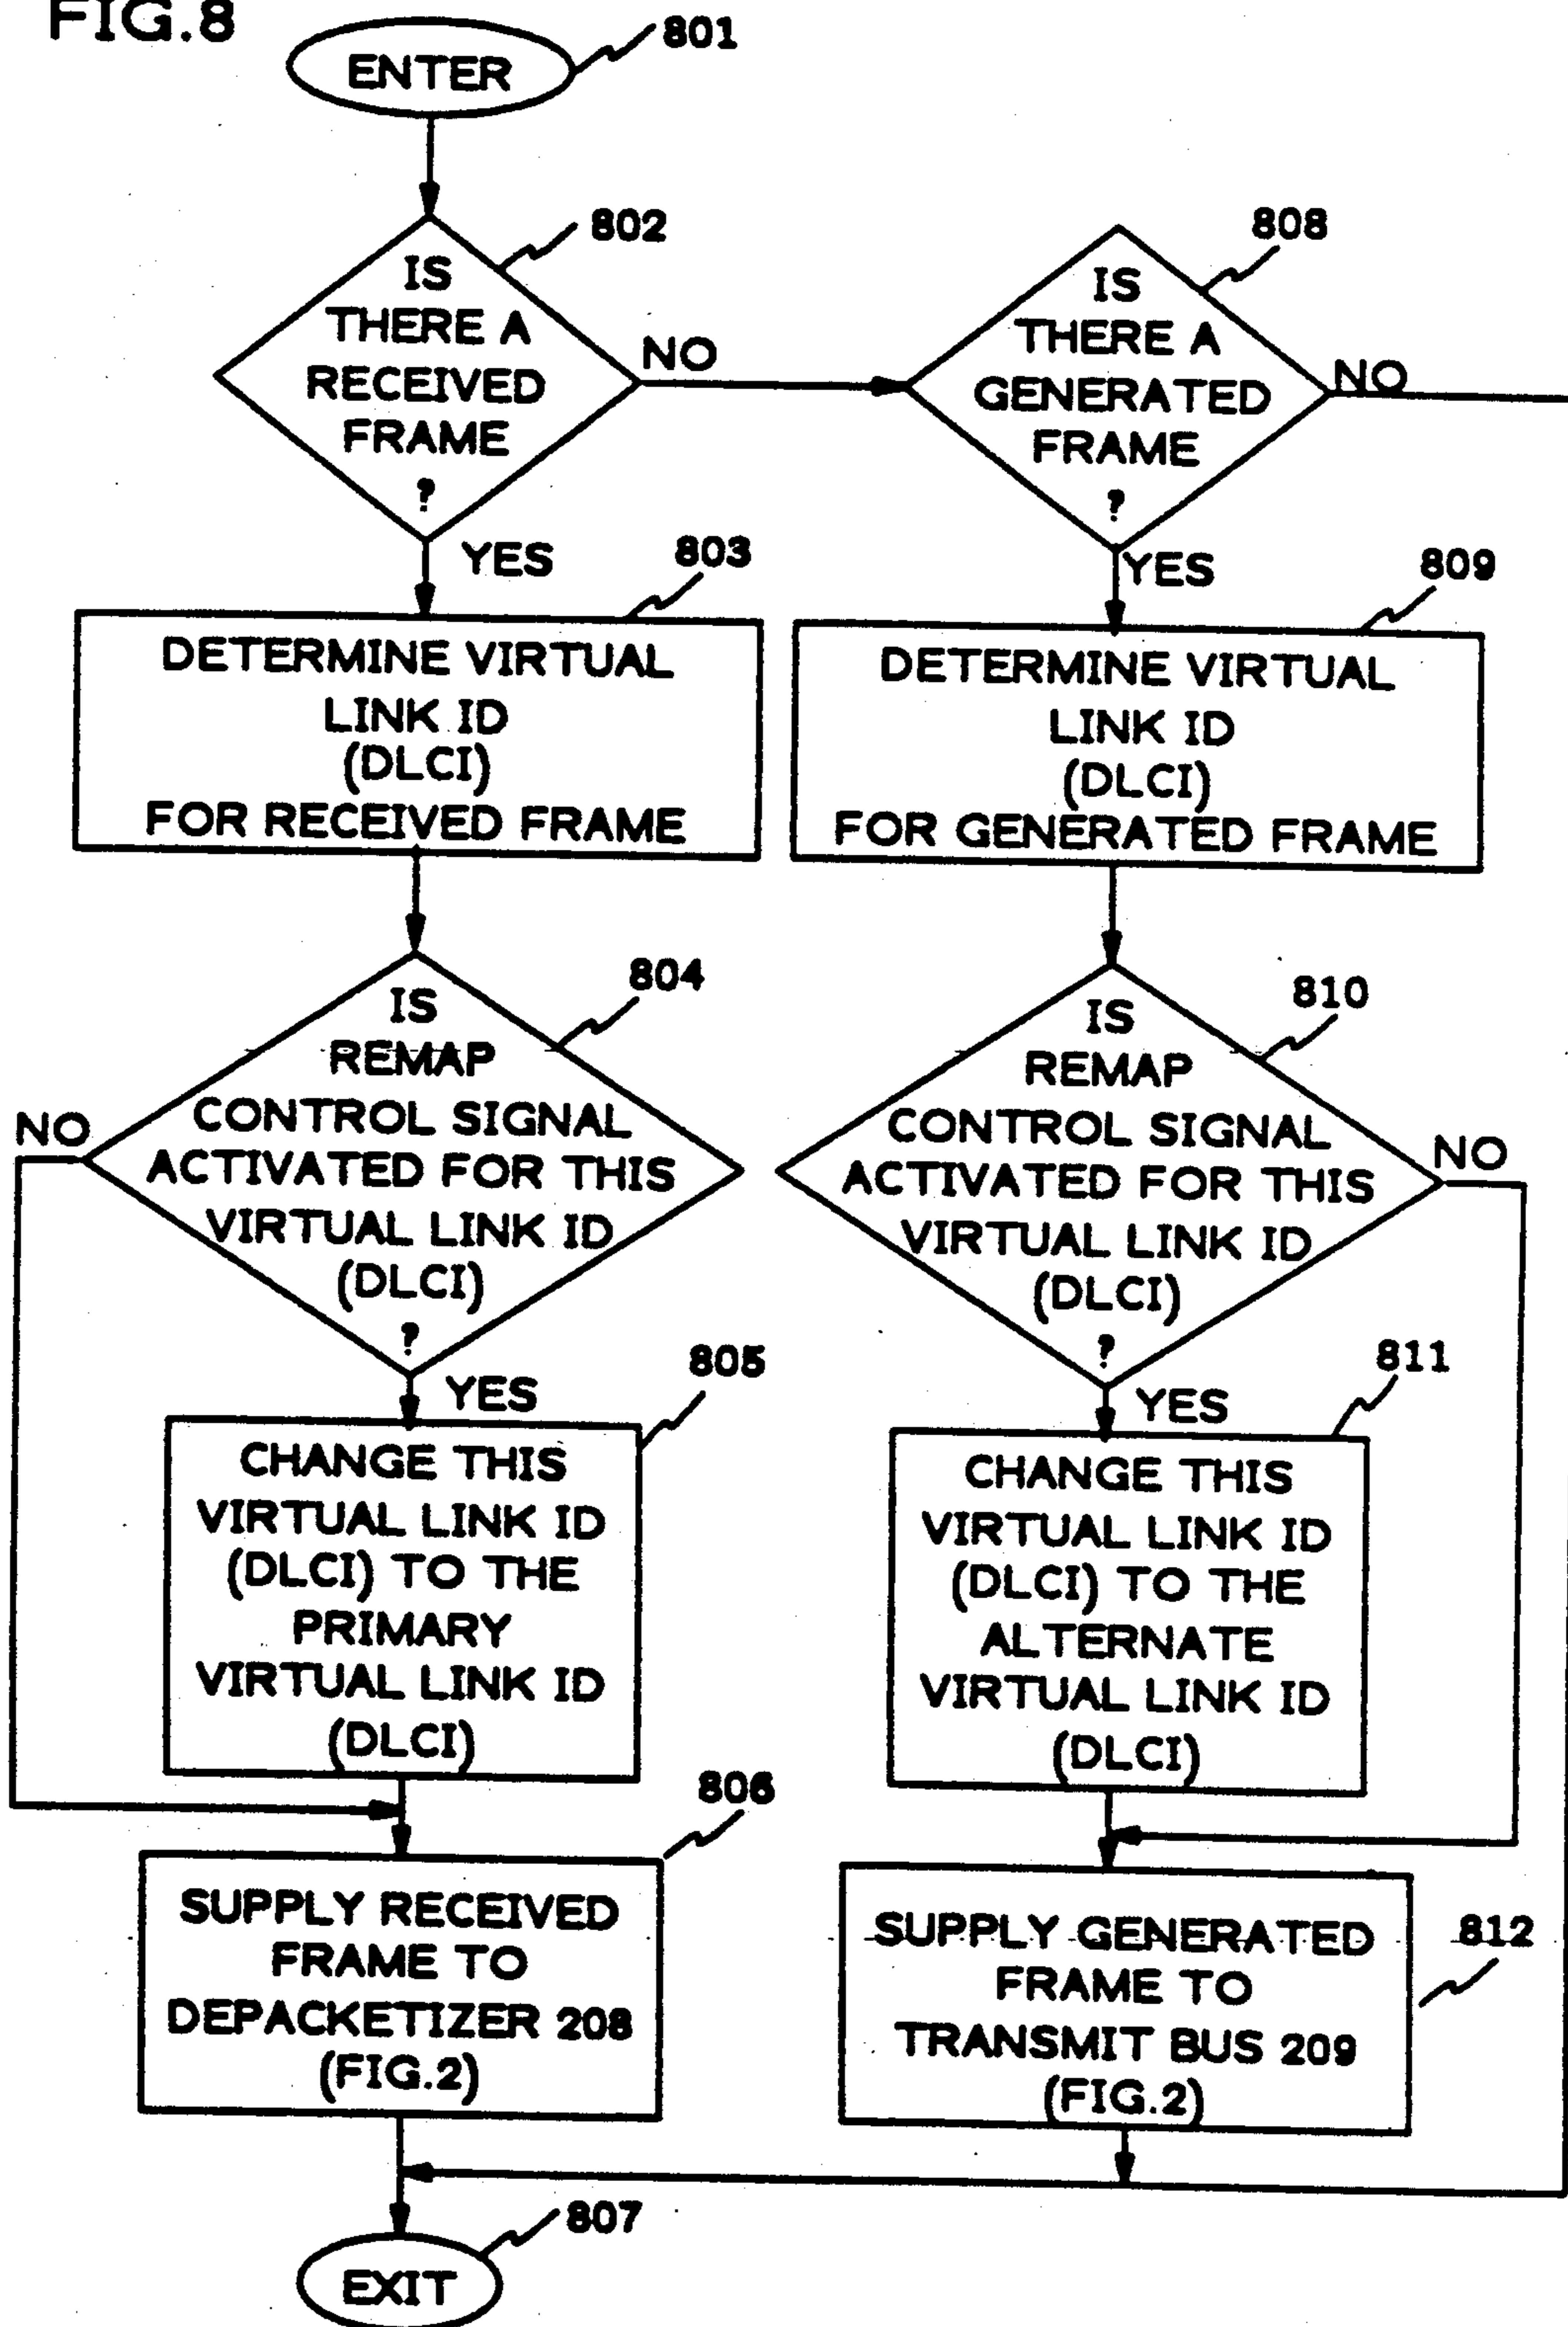 FIG.8
ENTER
801
802
IS
THERE A
RECEIVED
FRAME
?
NO
YES
808
IS
THERE A
GENERATED
FRAME
?
NO
YES
803
DETERMINE VIRTUAL
LINK ID
(DLCI)
FOR RECEIVED FRAME
809
DETERMINE VIRTUAL
LINK ID
(DLCI)
FOR GENERATED FRAME
804
IS
REMAP
CONTROL SIGNAL
ACTIVATED FOR THIS
VIRTUAL LINK ID
(DLCI)
?
NO
YES
810
IS
REMAP
CONTROL SIGNAL
ACTIVATED FOR THIS
VIRTUAL LINK ID
(DLCI)
?
NO
YES
805
CHANGE THIS
VIRTUAL LINK ID
(DLCI) TO THE
PRIMARY
VIRTUAL LINK ID
(DLCI)
811
CHANGE THIS
VIRTUAL LINK ID
(DLCI) TO THE
ALTERNATE
VIRTUAL LINK ID
(DLCI)
806
SUPPLY RECEIVED
FRAME TO
DEPACKETIZER 208
(FIG.2)
812
SUPPLY GENERATED
FRAME TO
TRANSMIT BUS 209
(FIG.2)
807
EXIT